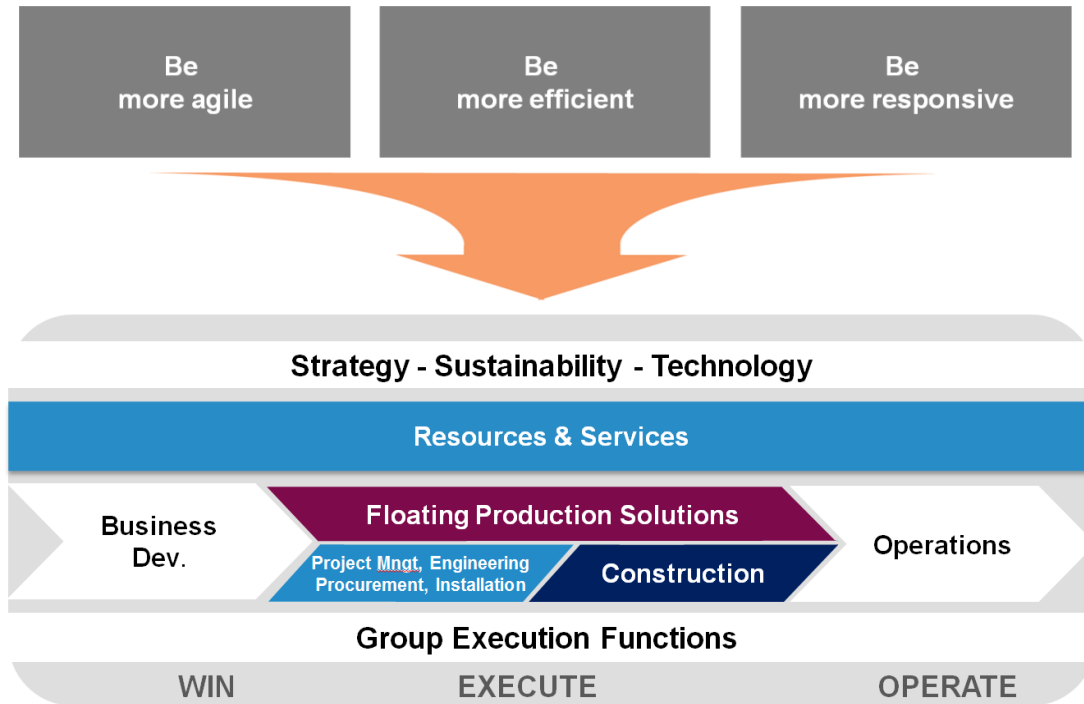 Be
more agile
Be
more efficient
Be
more responsive
Strategy - Sustainability - Technology
Resources & Services
Business
Dev.
Floating Production Solutions
Project Mngt, Engineering
Procurement, Installation
Construction
Operations
Group Execution Functions
WIN
EXECUTE
OPERATE